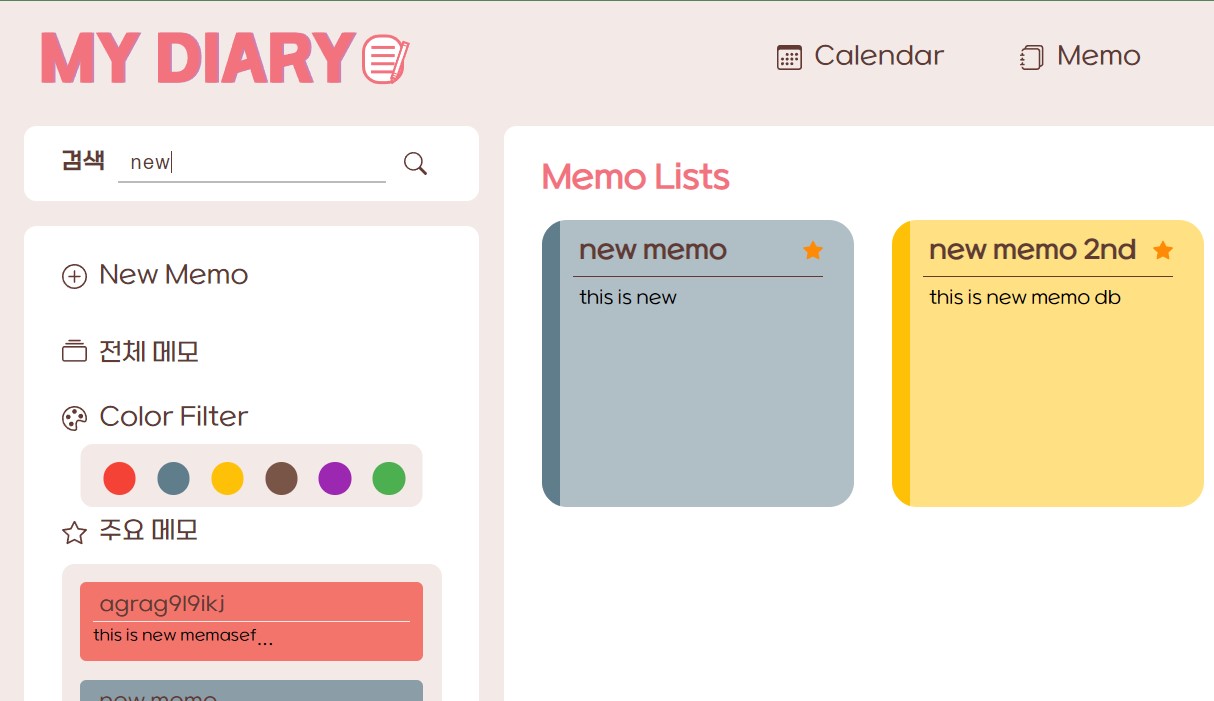 MY DIARY
Calendar
Memo
검색
new
New Memo
전체 메모
Color Filter
주요 메모
agrag9l9ikj
this is new memasef...
new memo
Memo Lists
new memo
this is new
new memo 2nd
this is new memo db